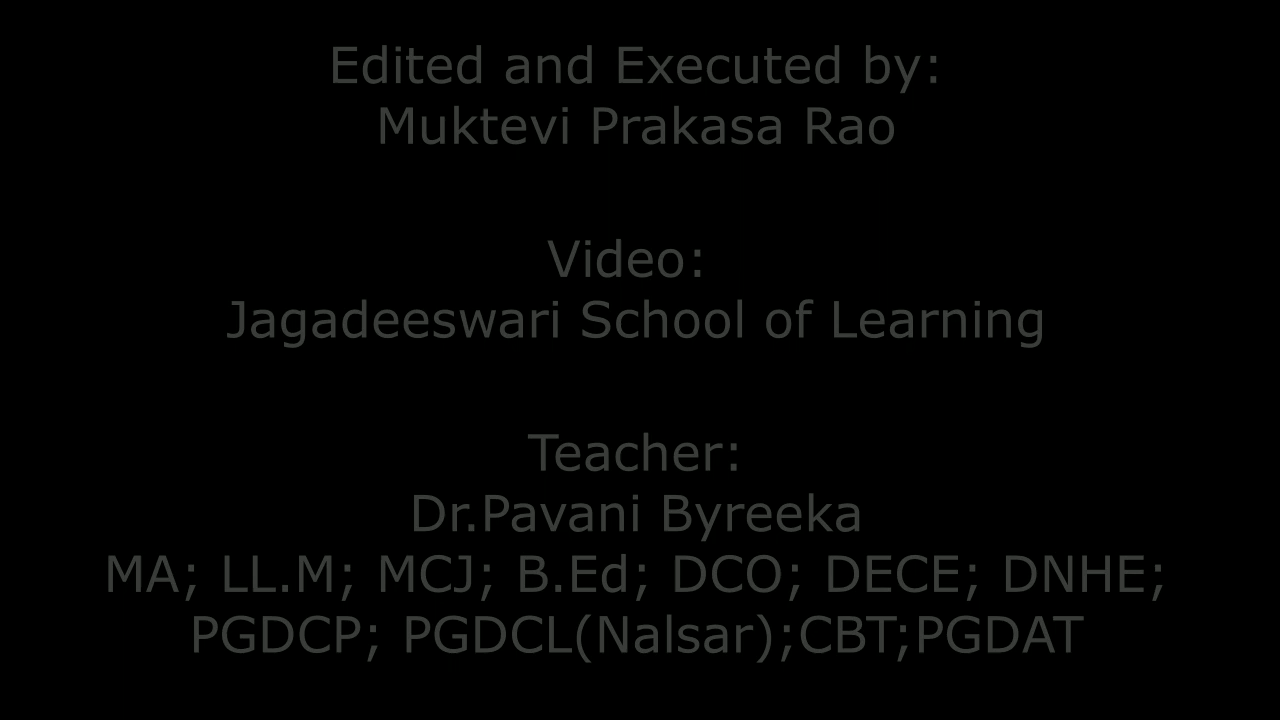 Edited and Executed by:
Muktevi Prakasa Rao
Video:
Jagadeeswari School of Learning
Teacher:
Dr.Pavani Byreeka
MA; LL.M; MCJ; B.Ed; DCO; DECE; DNHE;
PGDCP; PGDCL(Nalsar);CBT;PGDAT